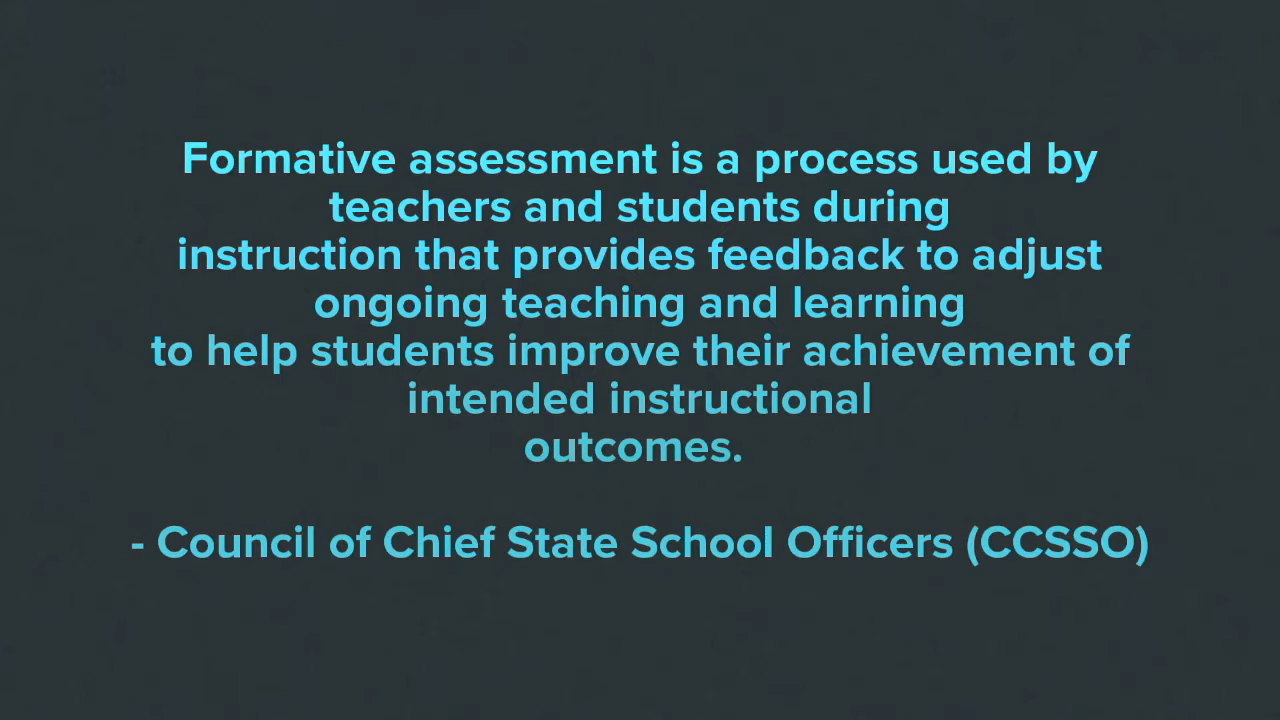 Formative assessment is a process used by
teachers and students during
instruction that provides feedback to adjust
ongoing teaching and learning
to help students improve their achievement of
intended instructional
outcomes.
- Council of Chief State School Officers (CCSSO)